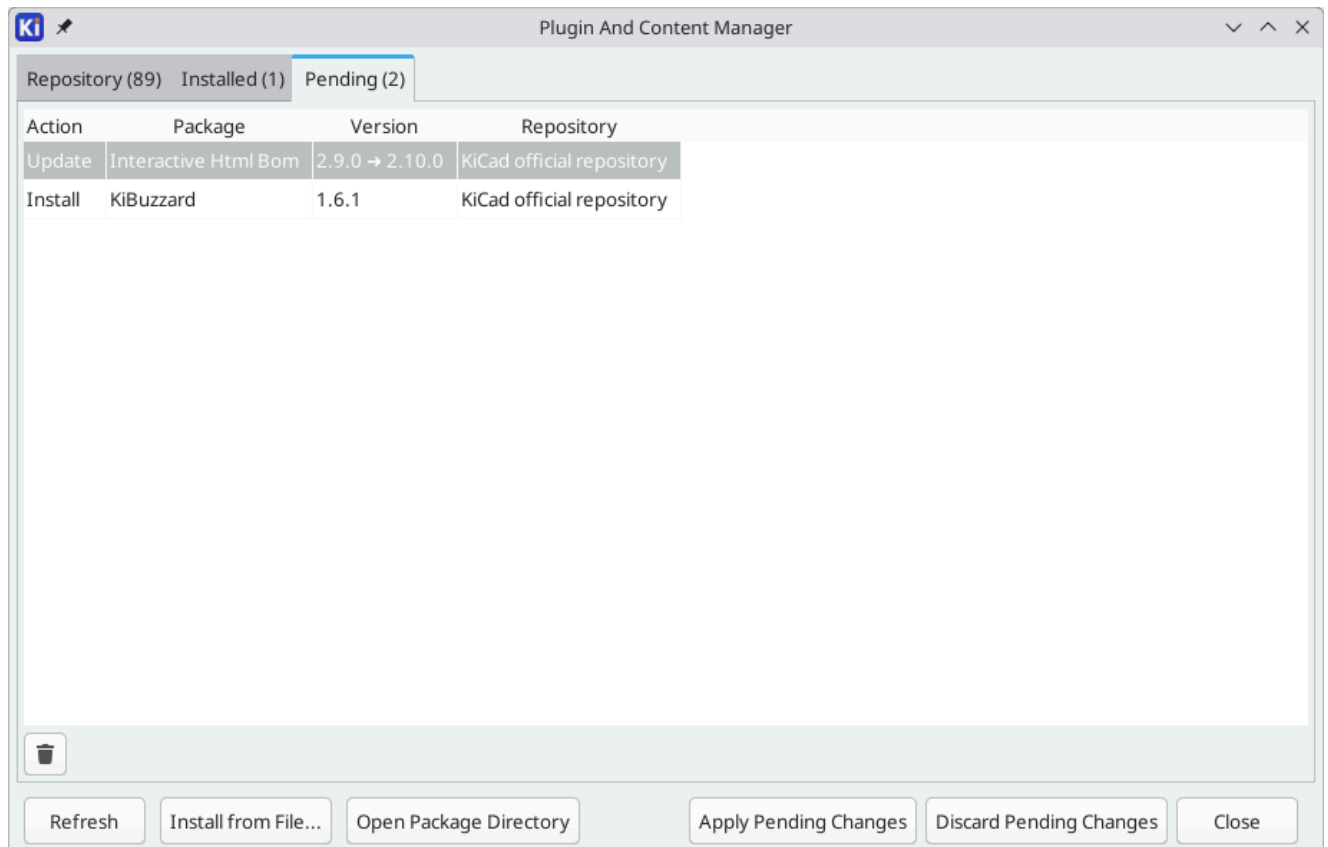 Ki Plugin And Content Manager
Repository (89) Installed (1) Pending (2)
Action Package Version Repository
Update Interactive Html Bom 2.9.0 → 2.10.0 KiCad official repository
Install KiBuzzard 1.6.1 KiCad official repository
Refresh Install from File... Open Package Directory Apply Pending Changes Discard Pending Changes Close